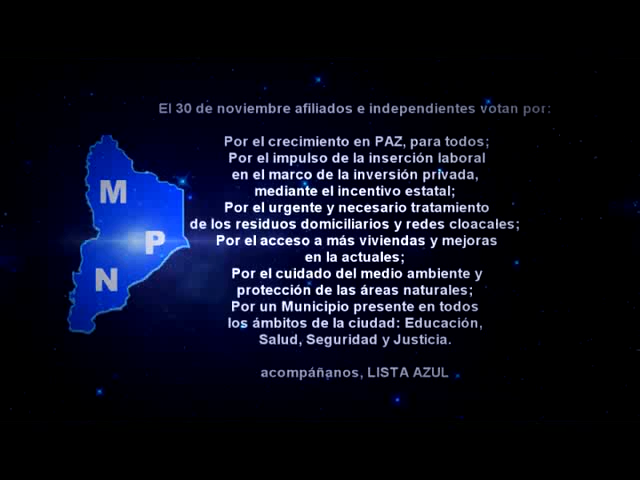 El 30 de noviembre afiliados e independientes votan por:
Por el crecimiento en PAZ, para todos;
Por el impulso de la inserción laboral
en el marco de la inversión privada,
mediante el incentivo estatal;
Por el urgente y necesario tratamiento
de los residuos domiciliarios y redes cloacales;
Por el acceso a más viviendas y mejoras
en la actuales;
Por el cuidado del medio ambiente y
protección de las áreas naturales;
Por un Municipio presente en todos
los ámbitos de la ciudad: Educación,
Salud, Seguridad y Justicia.
acompáñanos, LISTA AZUL
M
P
N